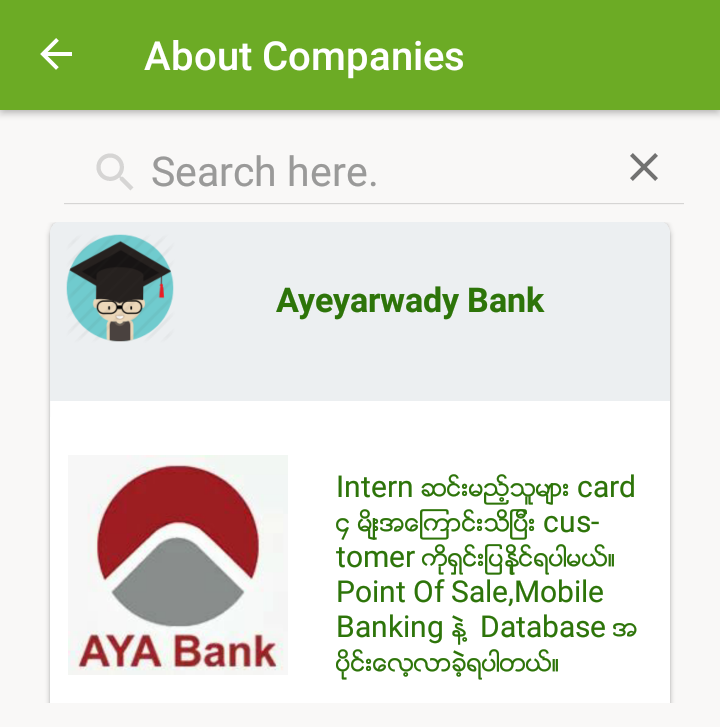 About Companies
Search here.
Ayeyarwady Bank
AYA Bank
Intern ဆင်းမည့်သူများ card
၄ မျိုးအကြောင်းသိပြီး cus-
tomer ကိုရှင်းပြနိုင်ရပါမယ်။
Point Of Sale,Mobile
Banking နဲ့ Database အ
ပိုင်းလေ့လာခဲ့ရပါတယ်။